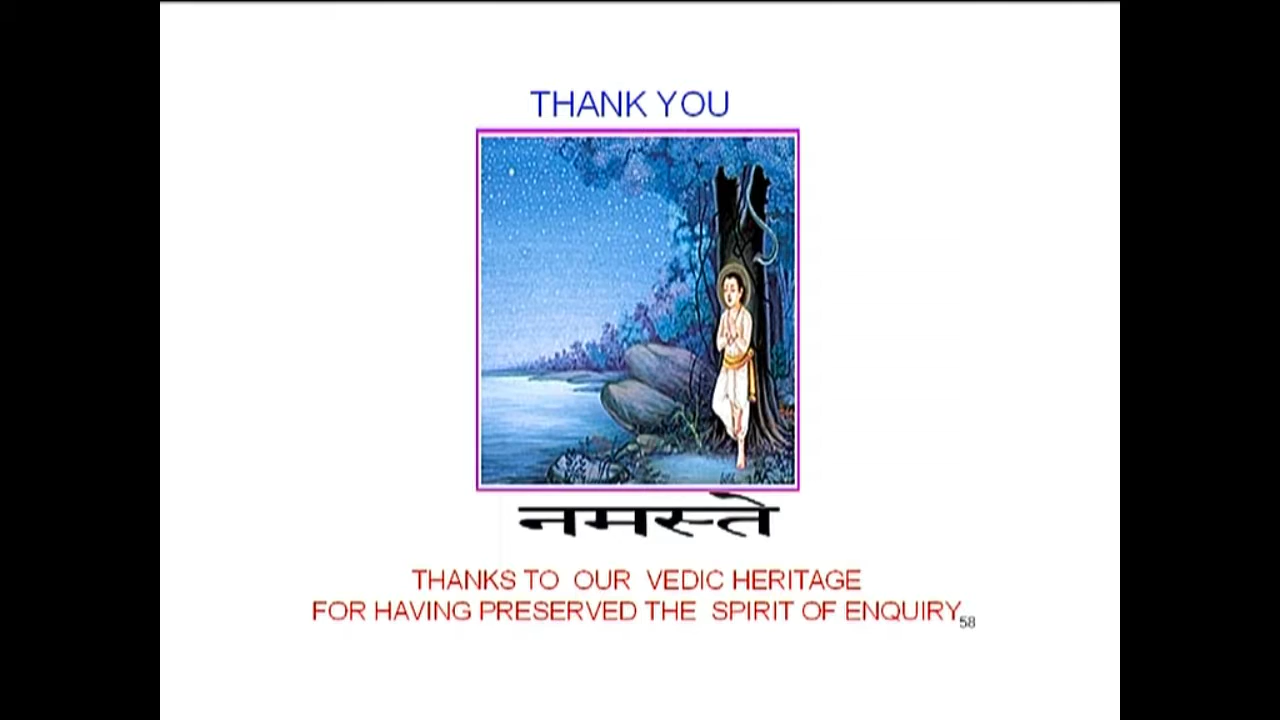 THANK YOU
नमस्ते
THANKS TO OUR VEDIC HERITAGE
FOR HAVING PRESERVED THE SPIRIT OF ENQUIRY
58